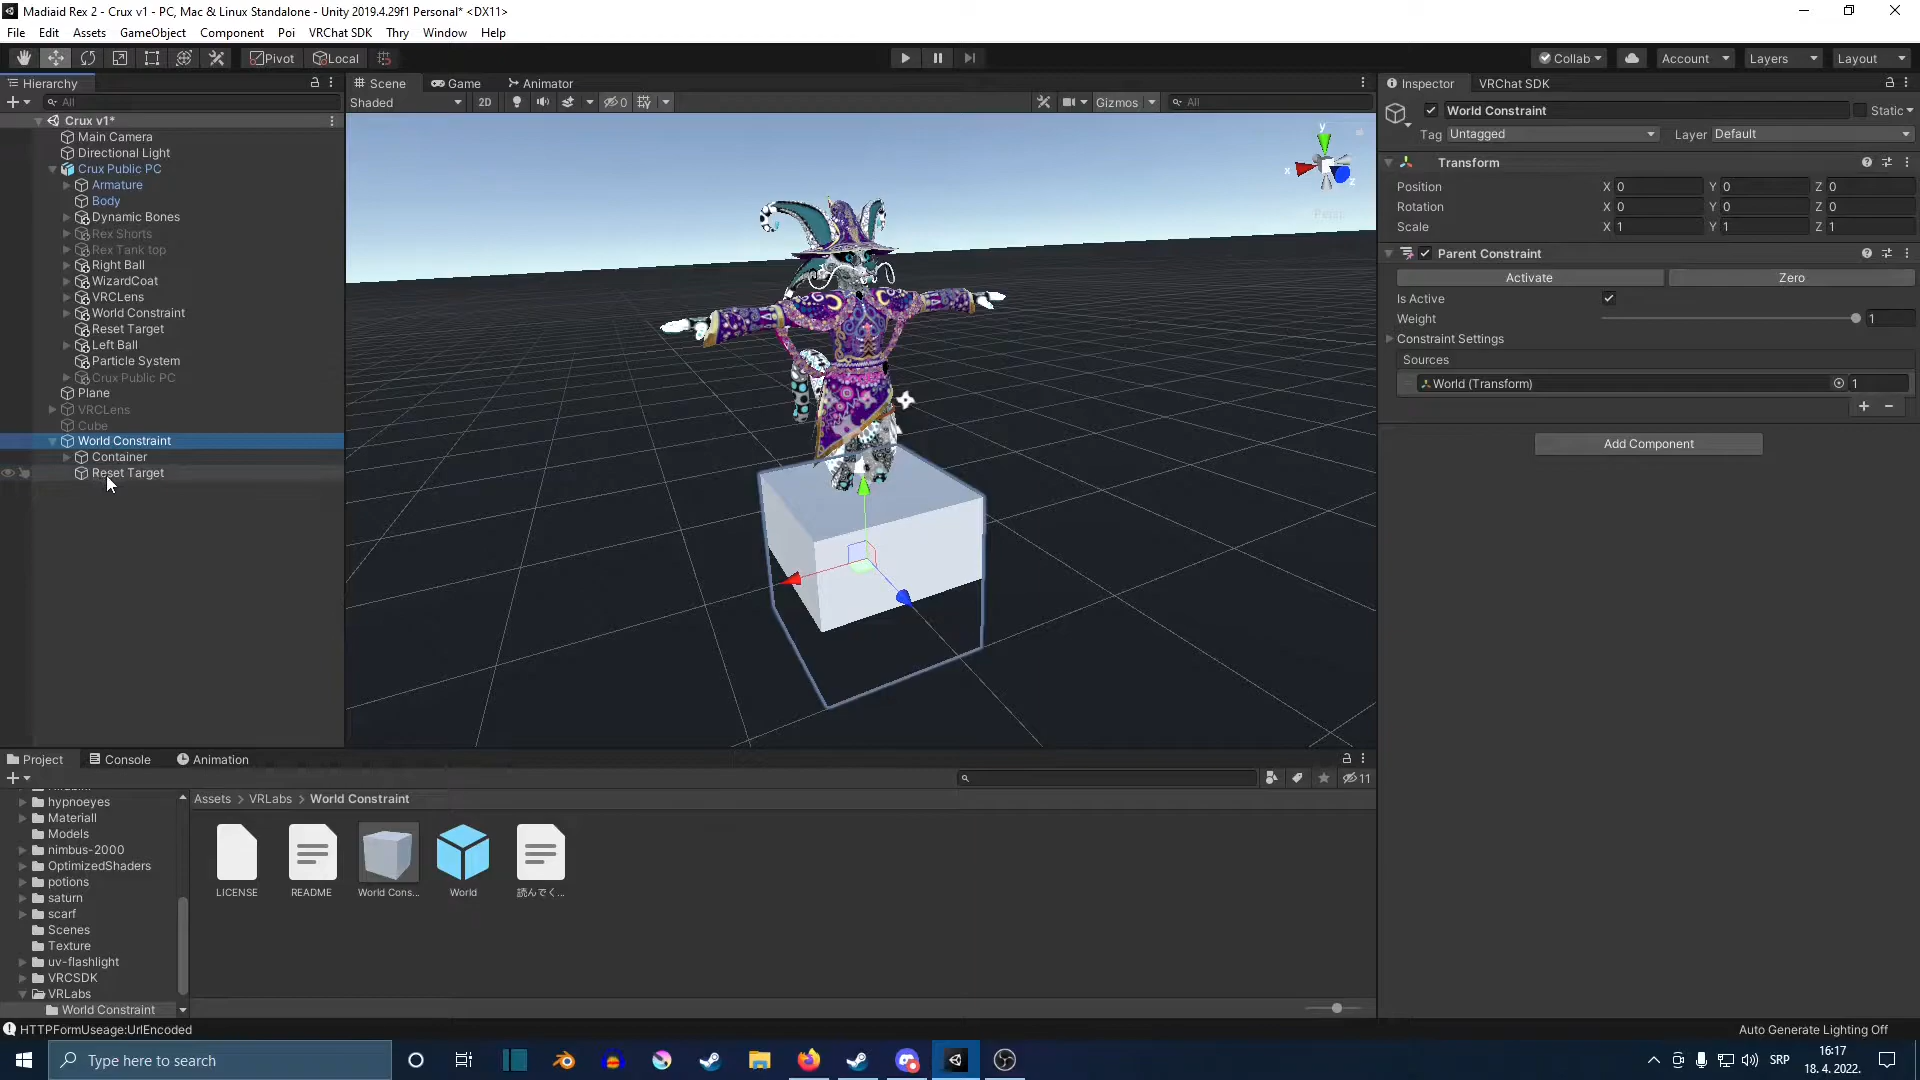 Madiaid Rex 2 - Crux v1 - PC, Mac & Linux Standalone - Unity 2019.4.29f1 Personal* <DX11>
File Edit Assets GameObject Component Poi VRChat SDK Thry Window Help
Pivot Local Collab Account Layers Layout
Hierarchy
All
Crux v1*
Main Camera
Directional Light
Crux Public PC
Armature
Body
Dynamic Bones
Rex Shorts
Rex Tank top
Right Ball
WizardCoat
VRCLens
World Constraint
Reset Target
Left Ball
Particle System
Crux Public PC
Plane
VRCLens
Cube
World Constraint
Container
Reset Target
Scene Game Animator
Shaded 2D 0 Gizmos All
y
x
z
Persp
Inspector VRChat SDK
World Constraint Static
Tag Untagged Layer Default
Transform
Position X 0 Y 0 Z 0
Rotation X 0 Y 0 Z 0
Scale X 1 Y 1 Z 1
Parent Constraint
Activate Zero
Is Active
Weight 1
Constraint Settings
Sources
World (Transform) 1
Add Component
Project Console Animation
11
hypnoeyes
Materiall
Models
nimbus-2000
OptimizedShaders
potions
saturn
scarf
Scenes
Texture
uv-flashlight
VRCSDK
VRLabs
World Constraint
Assets > VRLabs > World Constraint
LICENSE README World Cons... World 読んでく...
HTTPFormUseage:UrlEncoded
Auto Generate Lighting Off
Type here to search
SRP
16:17
18. 4. 2022.